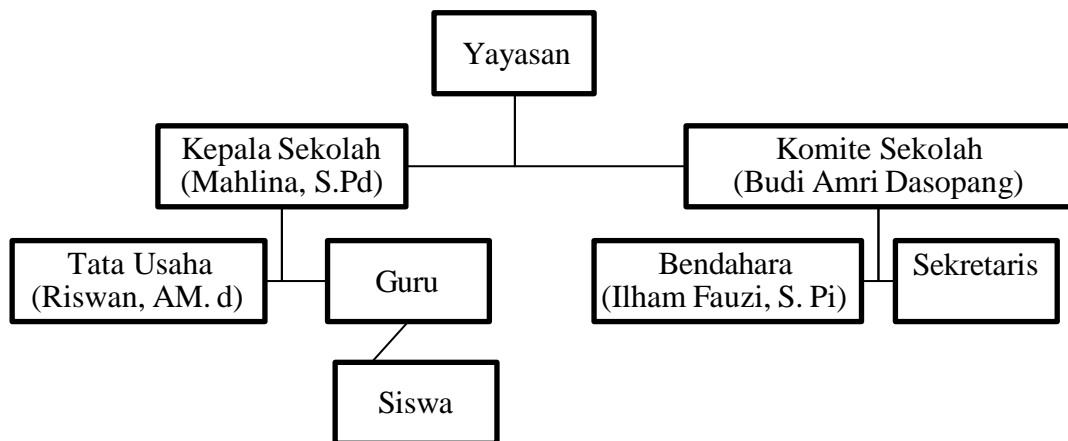 Yayasan
Kepala Sekolah
(Mahlina, S.Pd)
Komite Sekolah
(Budi Amri Dasopang)
Tata Usaha
(Riswan, AM. d)
Guru
Bendahara
(Ilham Fauzi, S. Pi)
Sekretaris
Siswa